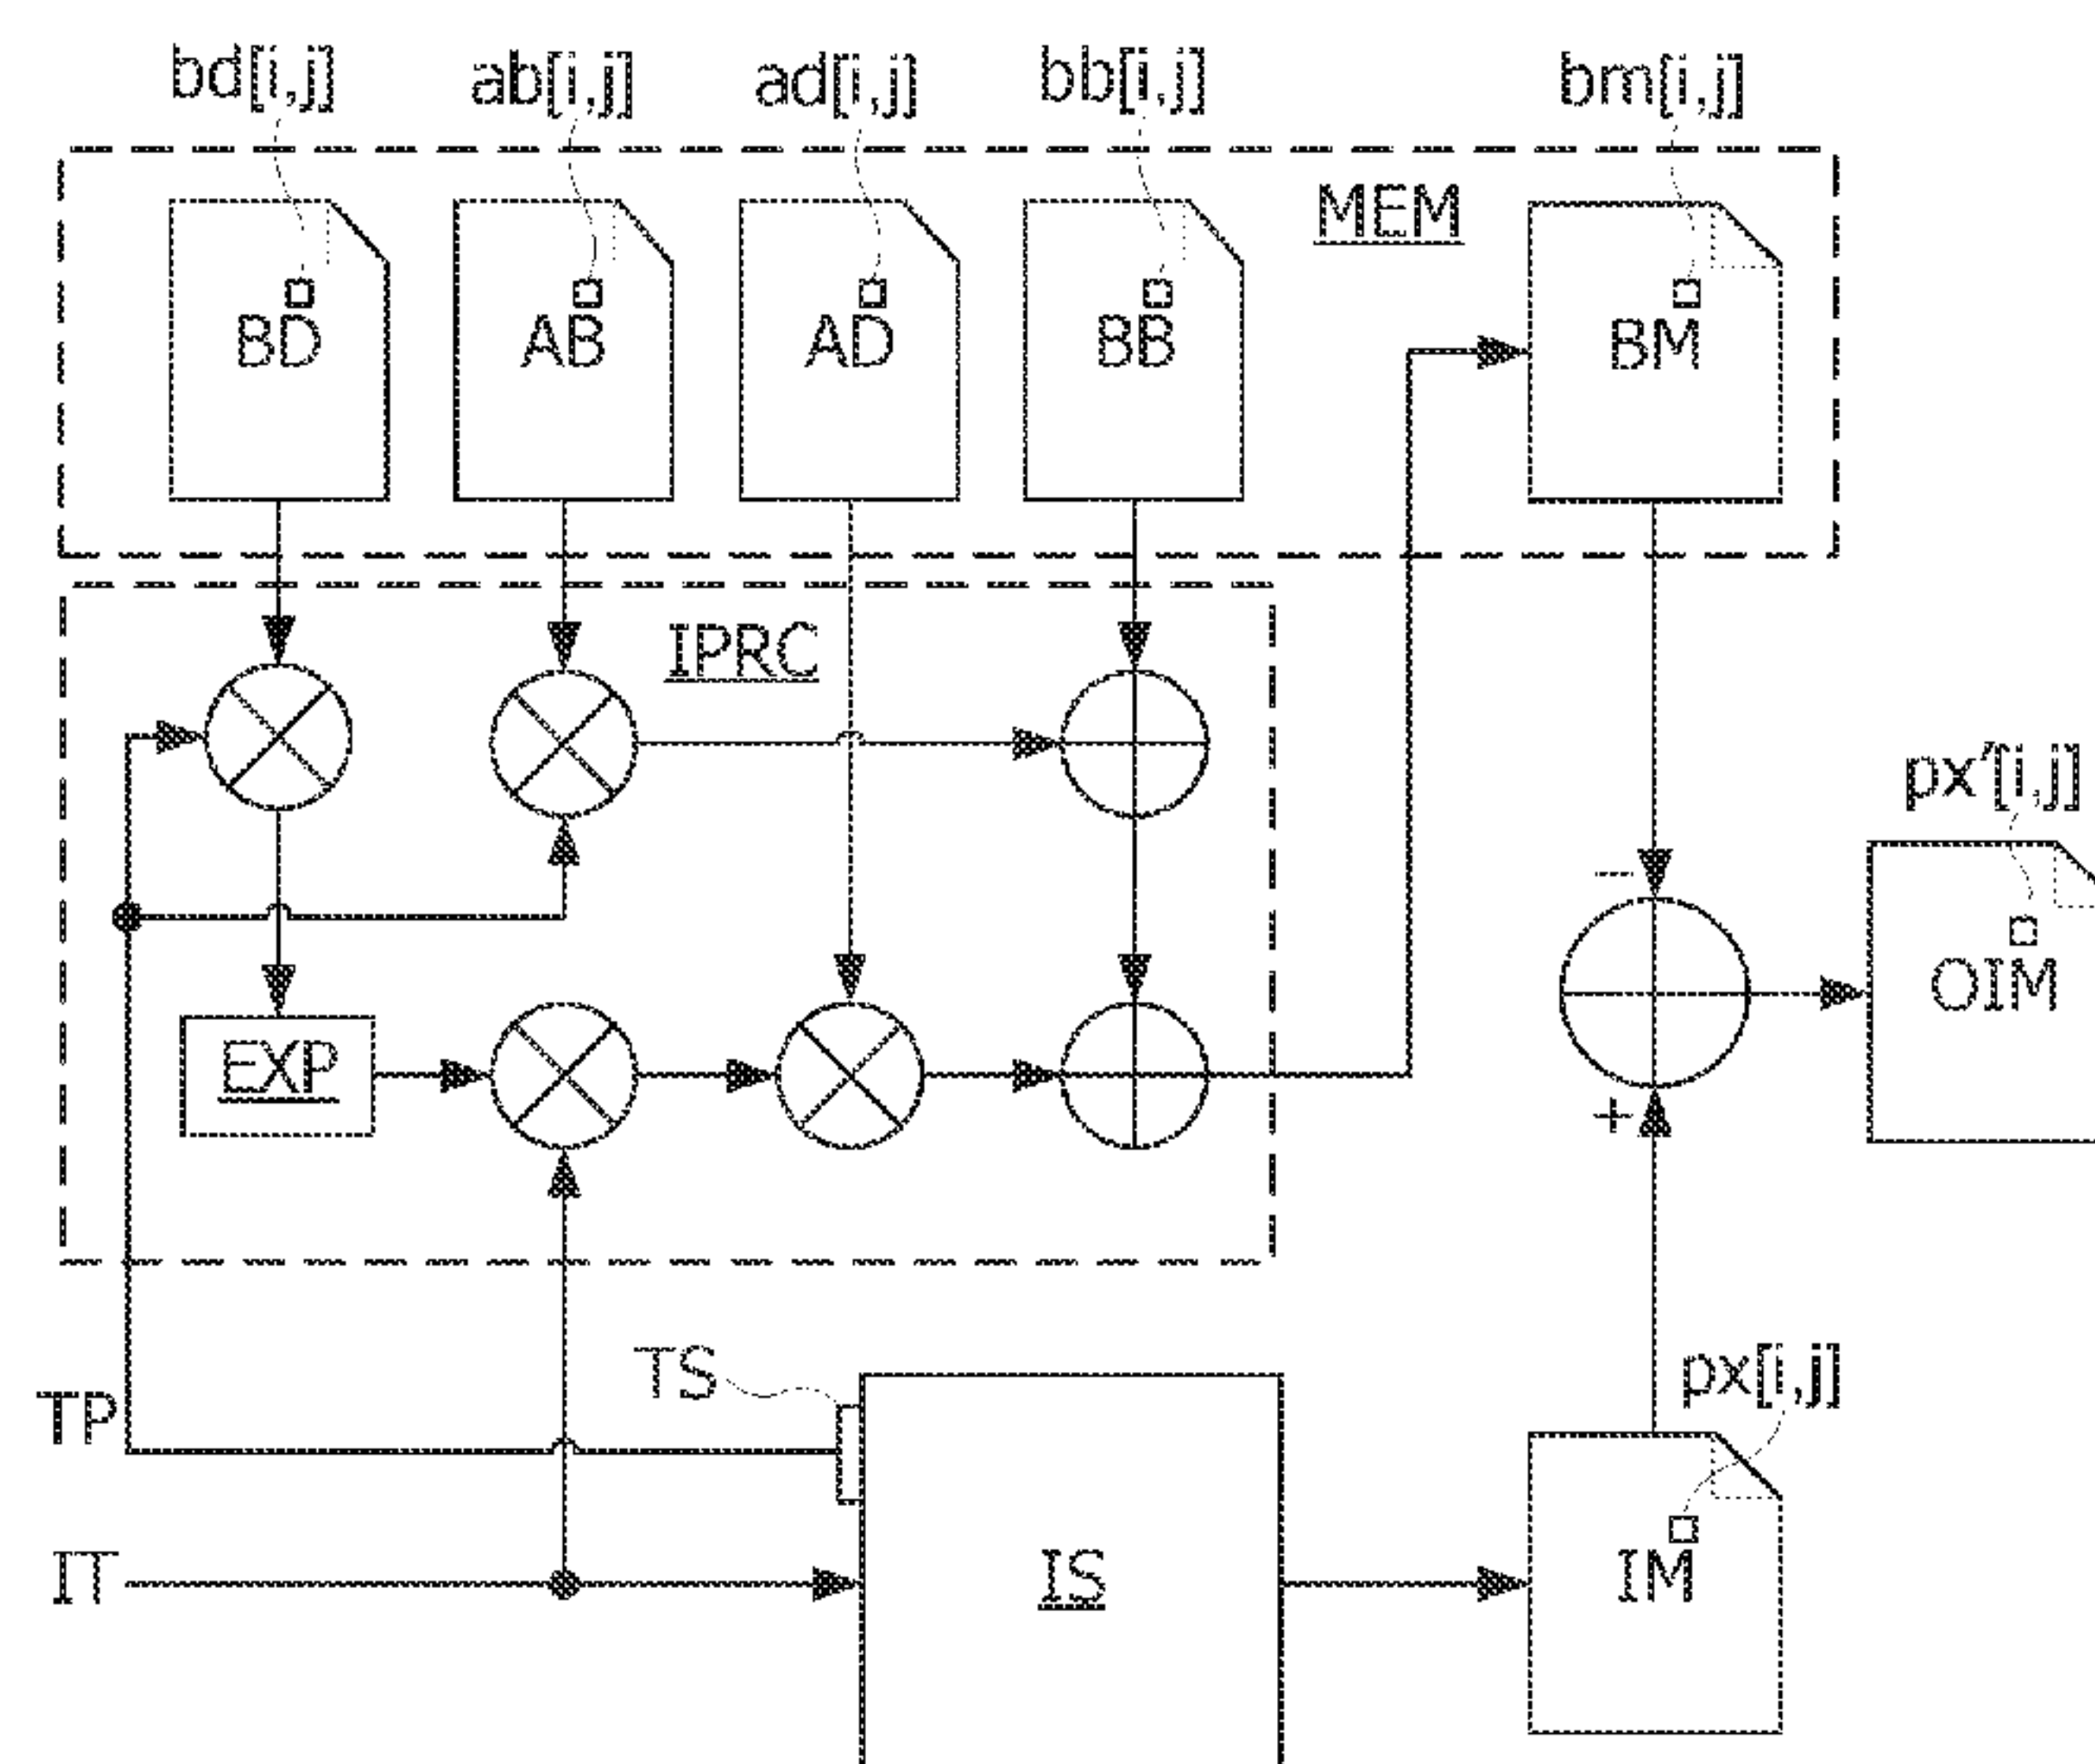 bd[i,j] ab[i,j] ad[i,j] bb[i,j] bm[i,j]
MEM
BD AB AD BB BM
IPRC
px'[i,j]
−
OIM
EXP
+
TS
px[i,j]
TP
IT IS IM